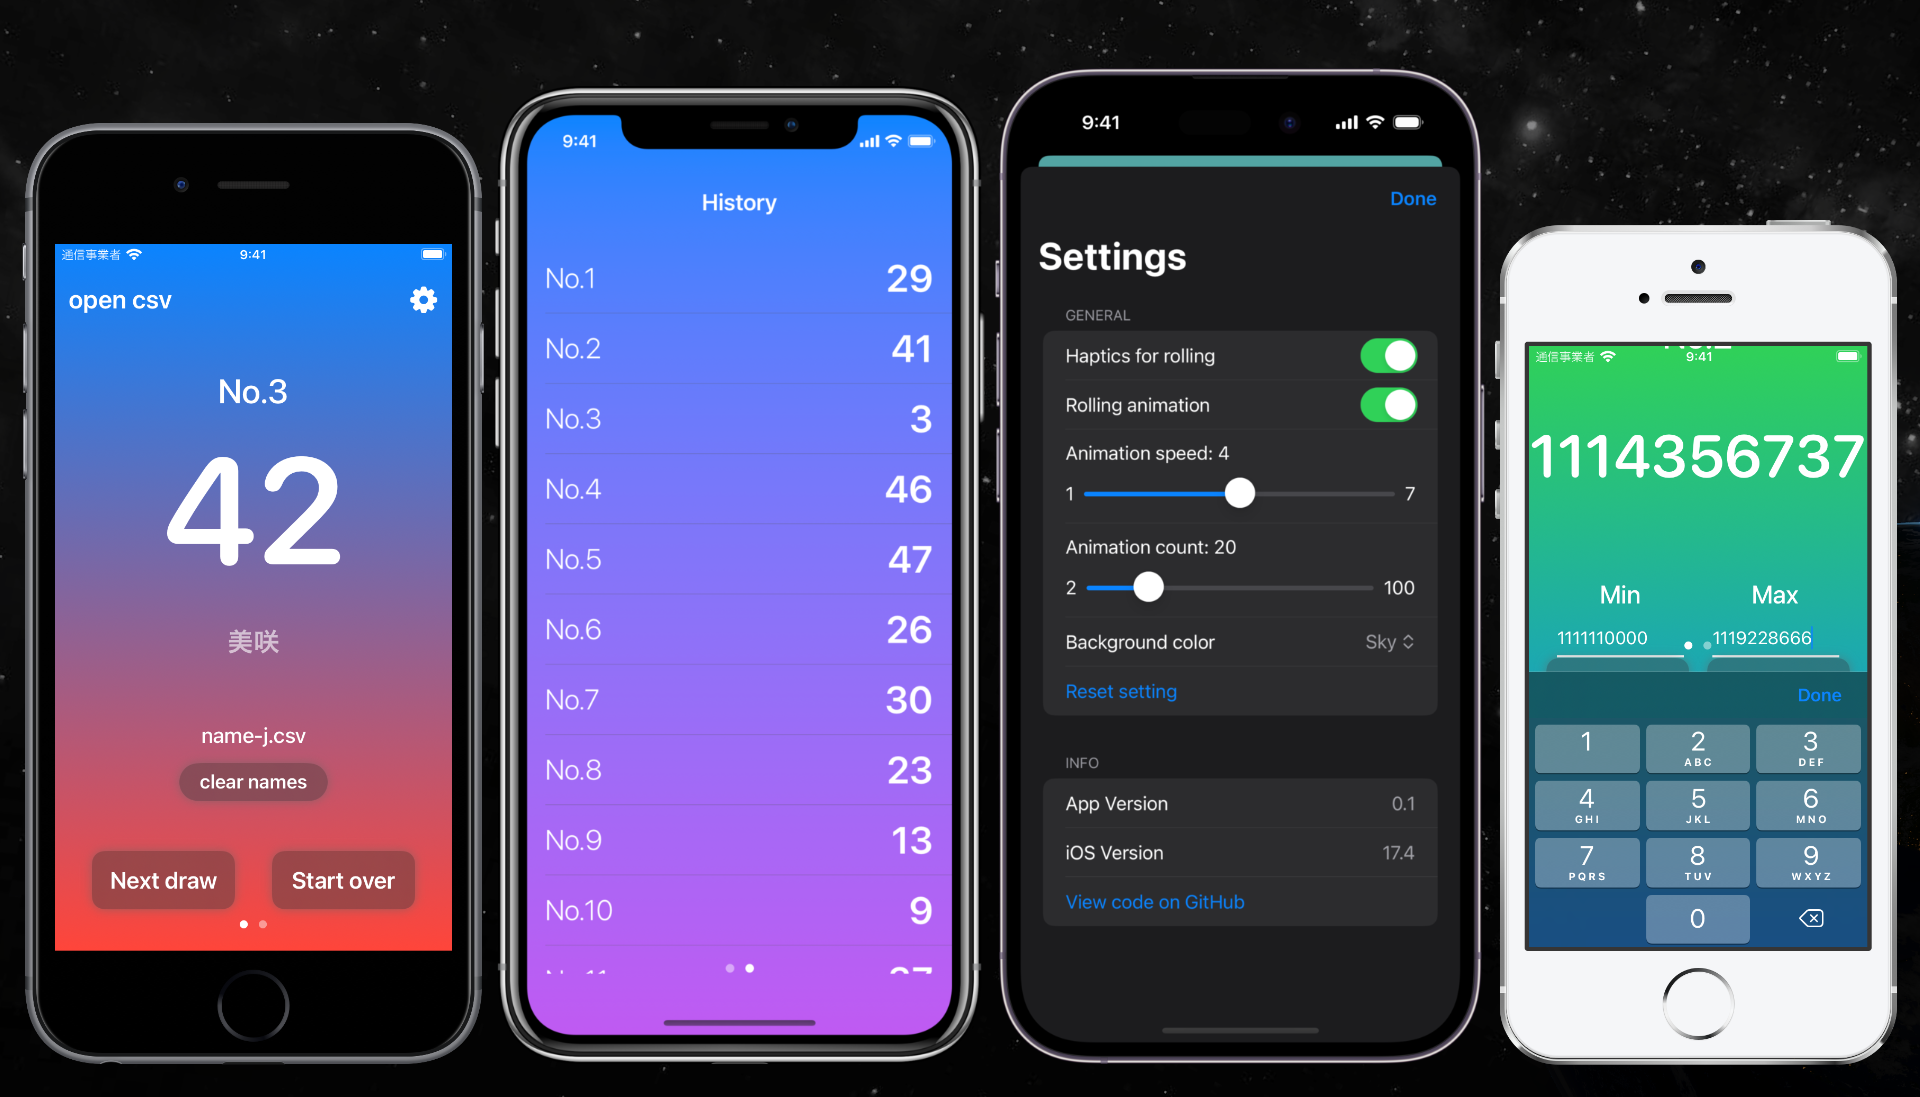 通信事業者
9:41
open csv
No.3
42
美咲
name-j.csv
clear names
Next draw
Start over
9:41
History
No.1 29
No.2 41
No.3 3
No.4 46
No.5 47
No.6 26
No.7 30
No.8 23
No.9 13
No.10 9
9:41
Done
Settings
GENERAL
Haptics for rolling
Rolling animation
Animation speed: 4
1 7
Animation count: 20
2 100
Background color Sky
Reset setting
INFO
App Version 0.1
iOS Version 17.4
View code on GitHub
通信事業者
9:41
1114356737
Min Max
1111110000 1119228666
Done
1 2 3
ABC DEF
4 5 6
GHI JKL MNO
7 8 9
PQRS TUV WXYZ
0